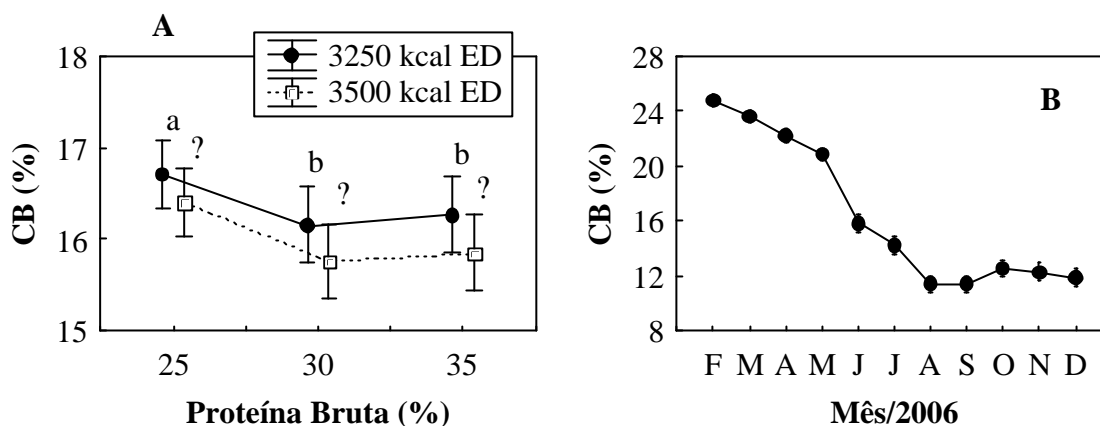 A
3250 kcal ED
3500 kcal ED
18
17
16
15
CB (%)
a
?
b
?
b
?
25 30 35
Proteína Bruta (%)
B
28
24
20
16
12
8
CB (%)
F M A M J J A S O N D
Mês/2006